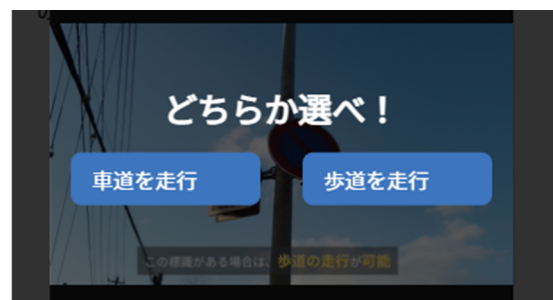 どちらか選べ！
車道を走行
歩道を走行
この標識がある場合は、歩道の走行が可能